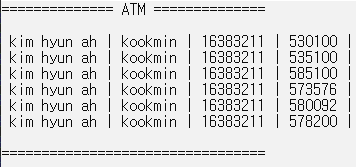 ============== ATM ==============
kim hyun ah | kookmin | 16383211 | 530100 |
kim hyun ah | kookmin | 16383211 | 535100 |
kim hyun ah | kookmin | 16383211 | 585100 |
kim hyun ah | kookmin | 16383211 | 573576 |
kim hyun ah | kookmin | 16383211 | 580092 |
kim hyun ah | kookmin | 16383211 | 578200 |
=================================